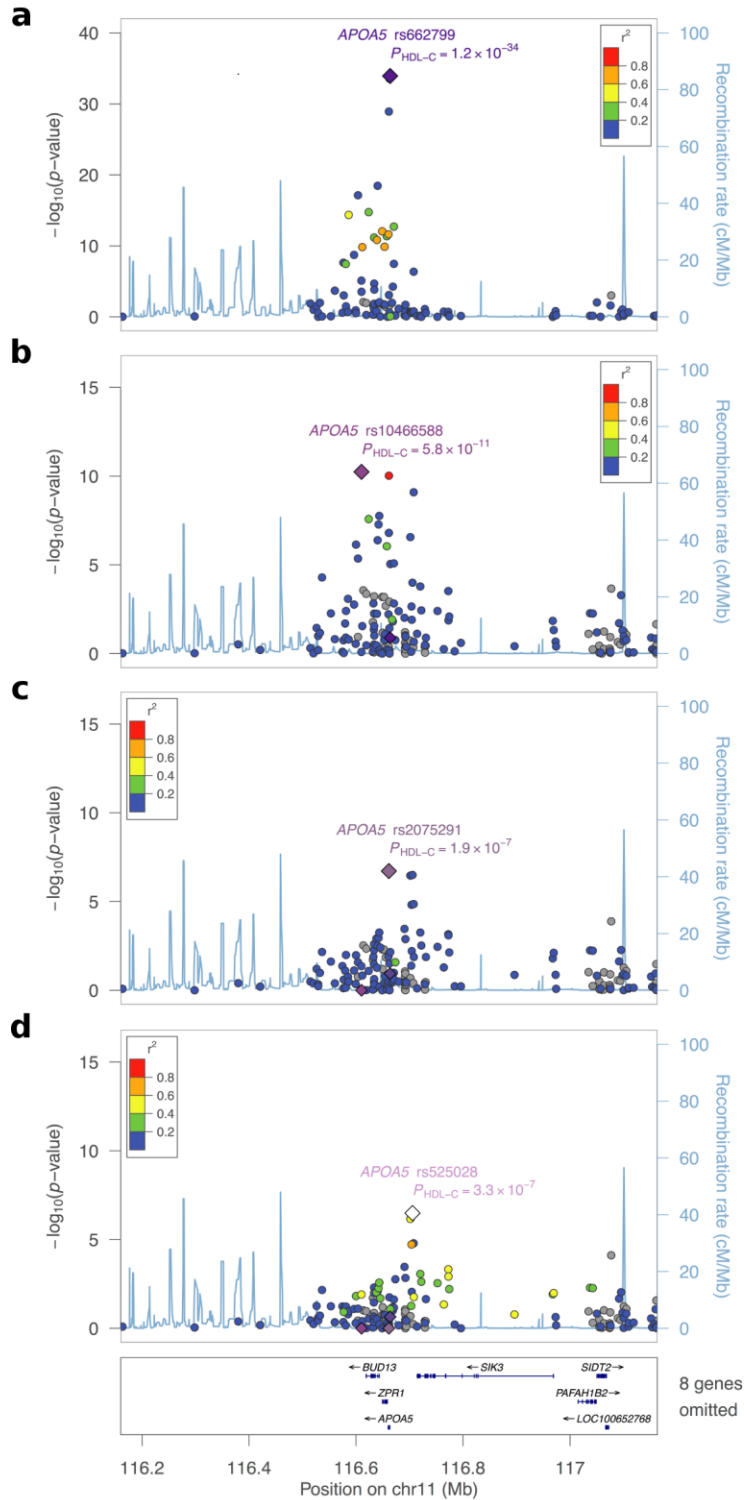 a
APOA5 rs662799
P HDL–C = 1.2 × 10−34
40
30
20
10
0
−log10(p−value)
r2
0.8
0.6
0.4
0.2
100
80
60
40
20
0
Recombination rate (cM/Mb)
b
APOA5 rs10466588
P HDL–C = 5.8 × 10−11
15
10
5
0
−log10(p−value)
r2
0.8
0.6
0.4
0.2
100
80
60
40
20
0
Recombination rate (cM/Mb)
c
r2
0.8
0.6
0.4
0.2
APOA5 rs2075291
P HDL–C = 1.9 × 10−7
15
10
5
0
−log10(p−value)
100
80
60
40
20
0
Recombination rate (cM/Mb)
d
r2
0.8
0.6
0.4
0.2
APOA5 rs525028
P HDL–C = 3.3 × 10−7
15
10
5
0
−log10(p−value)
100
80
60
40
20
0
Recombination rate (cM/Mb)
←BUD13 ←SIK3 SIDT2→
←ZPR1 PAFAH1B2→
←APOA5 ←LOC100652768
8 genes
omitted
116.2 116.4 116.6 116.8 117
Position on chr11 (Mb)